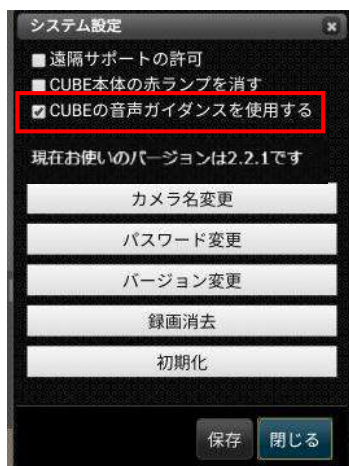 システム設定
遠隔サポートの許可
CUBE本体の赤ランプを消す
CUBEの音声ガイダンスを使用する
現在お使いのバージョンは2.2.1です
カメラ名変更
パスワード変更
バージョン変更
録画消去
初期化
保存 閉じる